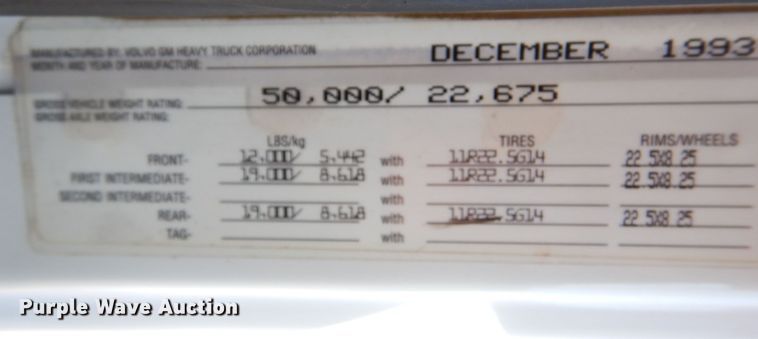 MANUFACTURED BY: VOLVO GM HEAVY TRUCK CORPORATION
MONTH AND YEAR OF MANUFACTURE: DECEMBER 1993
GROSS VEHICLE WEIGHT RATING: 50,000/ 22,675
GROSS AXLE WEIGHT RATING:
LBS/kg TIRES RIMS/WHEELS
FRONT- 12,000/ 5,442 with 11R22.5G14 22.5X8.25
FIRST INTERMEDIATE- 19,000/ 8,618 with 11R22.5G14 22.5X8.25
SECOND INTERMEDIATE- with
REAR- 19,000/ 8,618 with 11R22.5G14 22.5X8.25
TAG- with
Purple Wave Auction